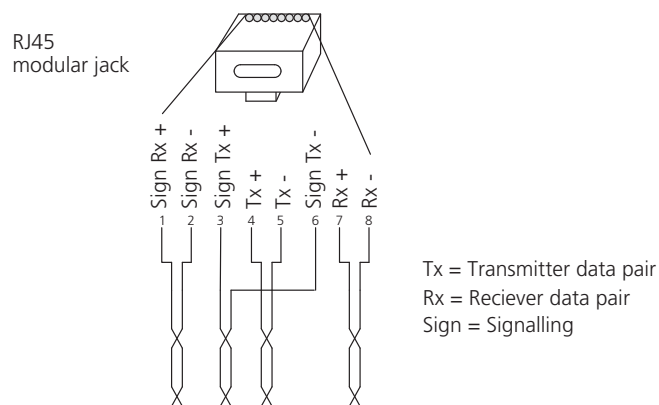 RJ45
modular jack
Sign Rx +
Sign Rx -
Sign Tx +
Tx +
Tx -
Sign Tx -
Rx +
Rx -
1 2 3 4 5 6 7 8
Tx = Transmitter data pair
Rx = Reciever data pair
Sign = Signalling